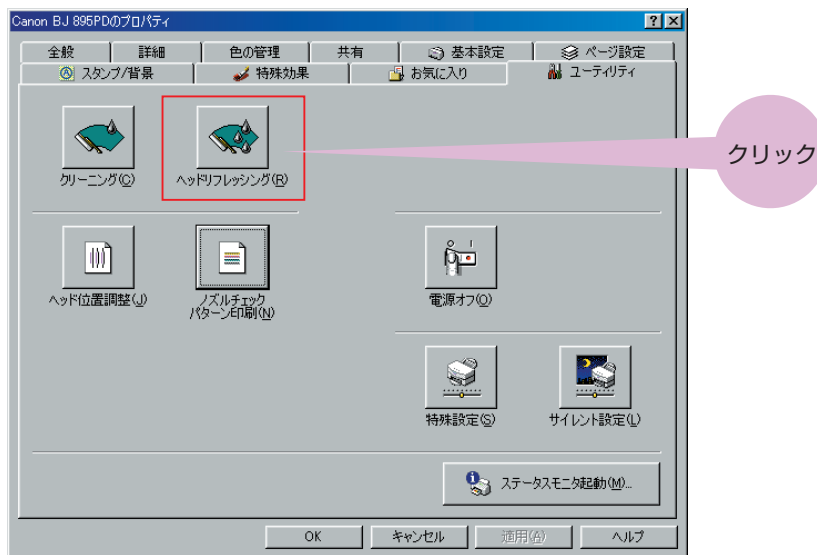 Canon BJ 895PDのプロパティ
全般 詳細 色の管理 共有 基本設定 ページ設定
スタンプ/背景 特殊効果 お気に入り ユーティリティ
クリーニング(C) ヘッドリフレッシング(R)
クリック
ヘッド位置調整(J) ノズルチェック
パターン印刷(N)
電源オフ(O)
特殊設定(S) サイレント設定(L)
ステータスモニタ起動(M)...
OK キャンセル 適用(A) ヘルプ